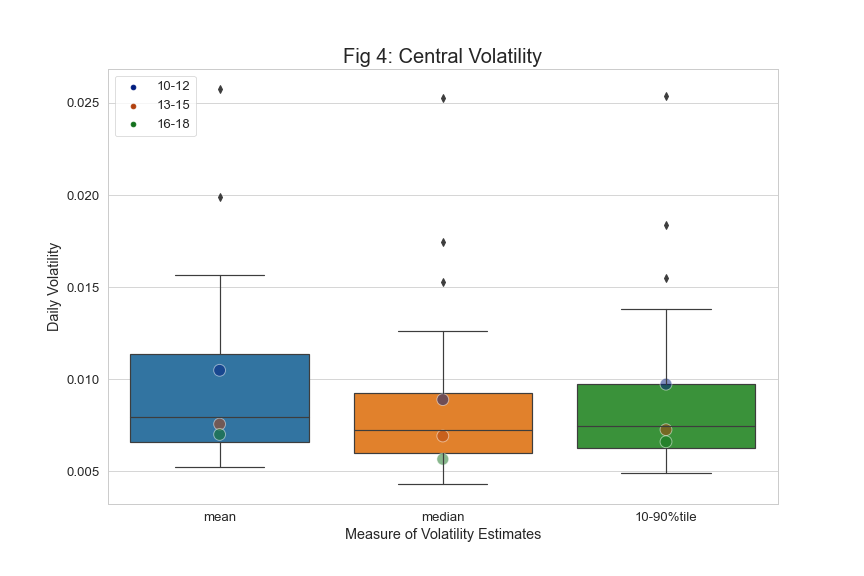 Fig 4: Central Volatility
10-12
13-15
16-18
0.025
0.020
0.015
0.010
0.005
Daily Volatility
mean
median
10-90%tile
Measure of Volatility Estimates